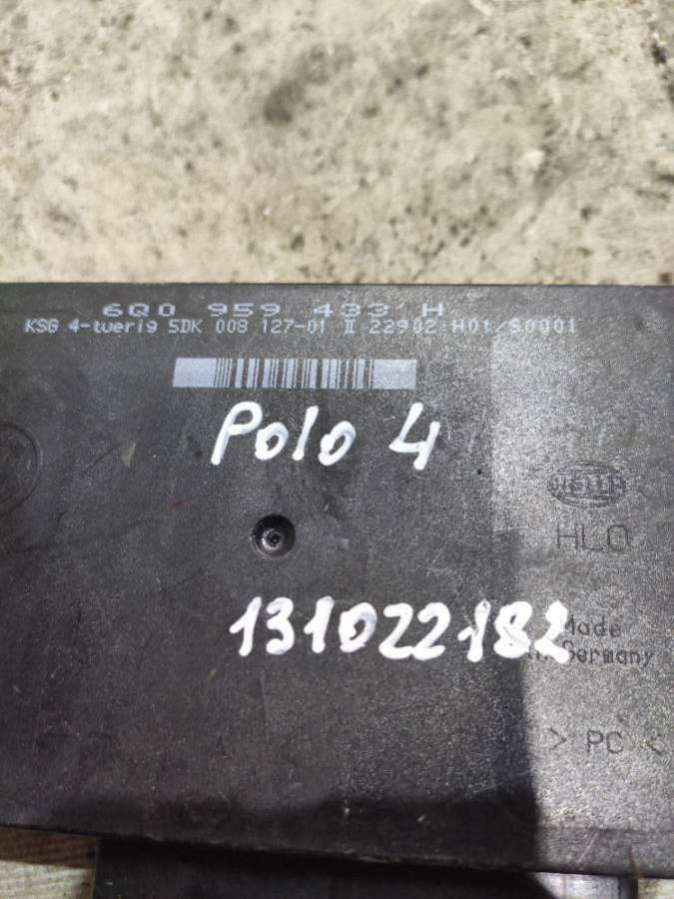 6Q0 959 433 H
KSG 4-tuerig 5DK 008 127-01 II-22902:H01/S0001
Polo 4
HELLA
HLO
131022182
Made
in Germany
> PC <